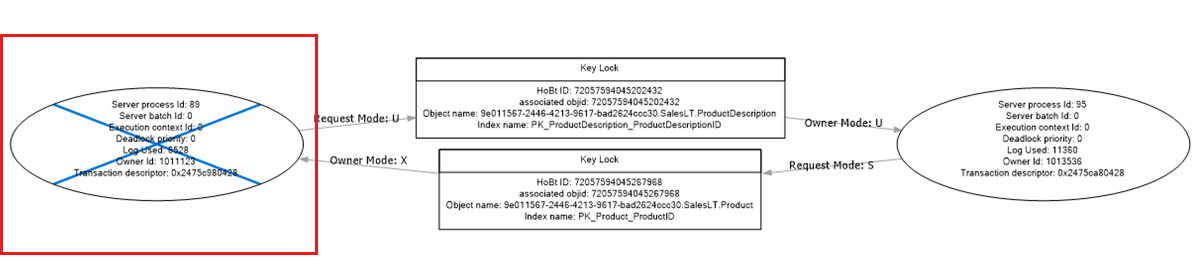 Server process Id: 89
Server batch Id: 0
Execution context Id: 0
Deadlock priority: 0
Log Used: 6528
Owner Id: 1011123
Transaction descriptor: 0x2475c980428
Request Mode: U
Owner Mode: X
Key Lock
HoBt ID: 72057594045202432
associated objid: 72057594045202432
Object name: 9e011567-2446-4213-9617-bad2624ccc30.SalesLT.ProductDescription
Index name: PK_ProductDescription_ProductDescriptionID
Key Lock
HoBt ID: 72057594045267968
associated objid: 72057594045267968
Object name: 9e011567-2446-4213-9617-bad2624ccc30.SalesLT.Product
Index name: PK_Product_ProductID
Owner Mode: U
Request Mode: S
Server process Id: 95
Server batch Id: 0
Execution context Id: 0
Deadlock priority: 0
Log Used: 11360
Owner Id: 1013536
Transaction descriptor: 0x2475ca80428